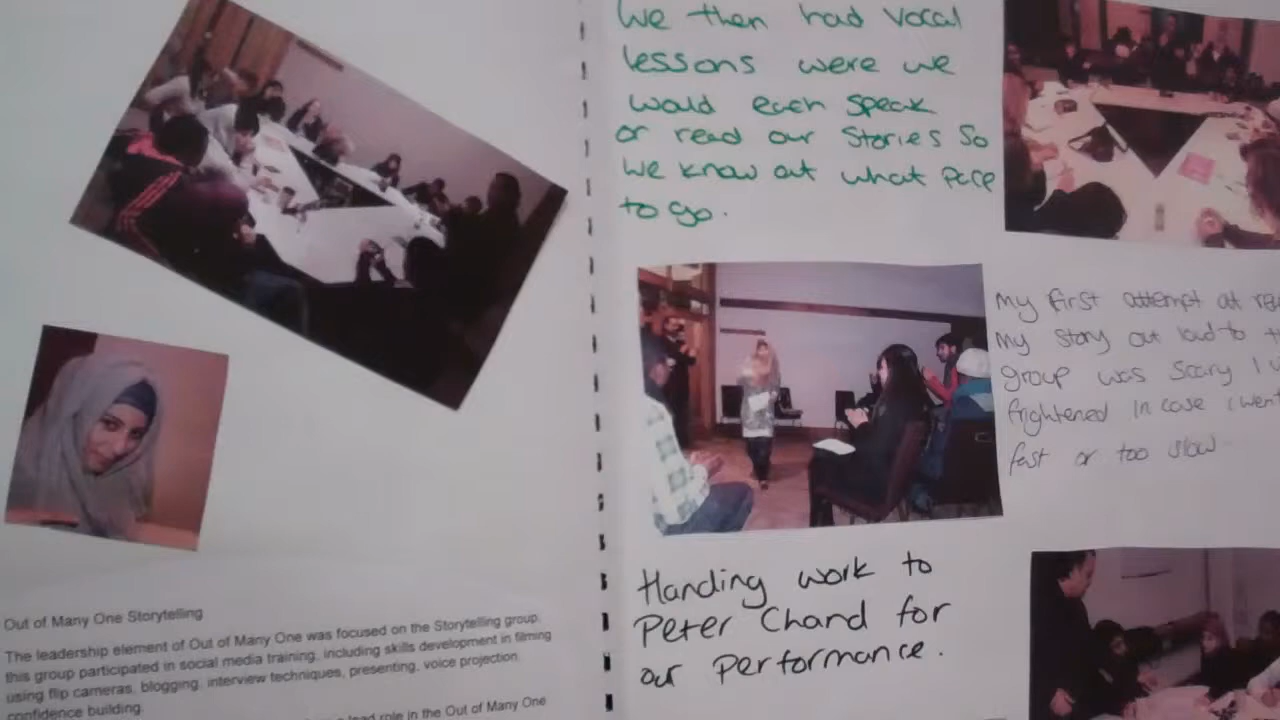 Out of Many One Storytelling
The leadership element of Out of Many One was focused on the Storytelling group,
this group participated in social media training, including skills development in filming
using flip cameras, blogging, interview techniques, presenting, voice projection
confidence building.
lead role in the Out of Many One
We then had vocal
lessons were we
would each speak
or read our Stories So
we know at what pace
to go.
My first attempt at
My story out loud to
group was scary I
frightened incase i went
fast or too slow
Handing work to
Peter Chand for
our Performance.